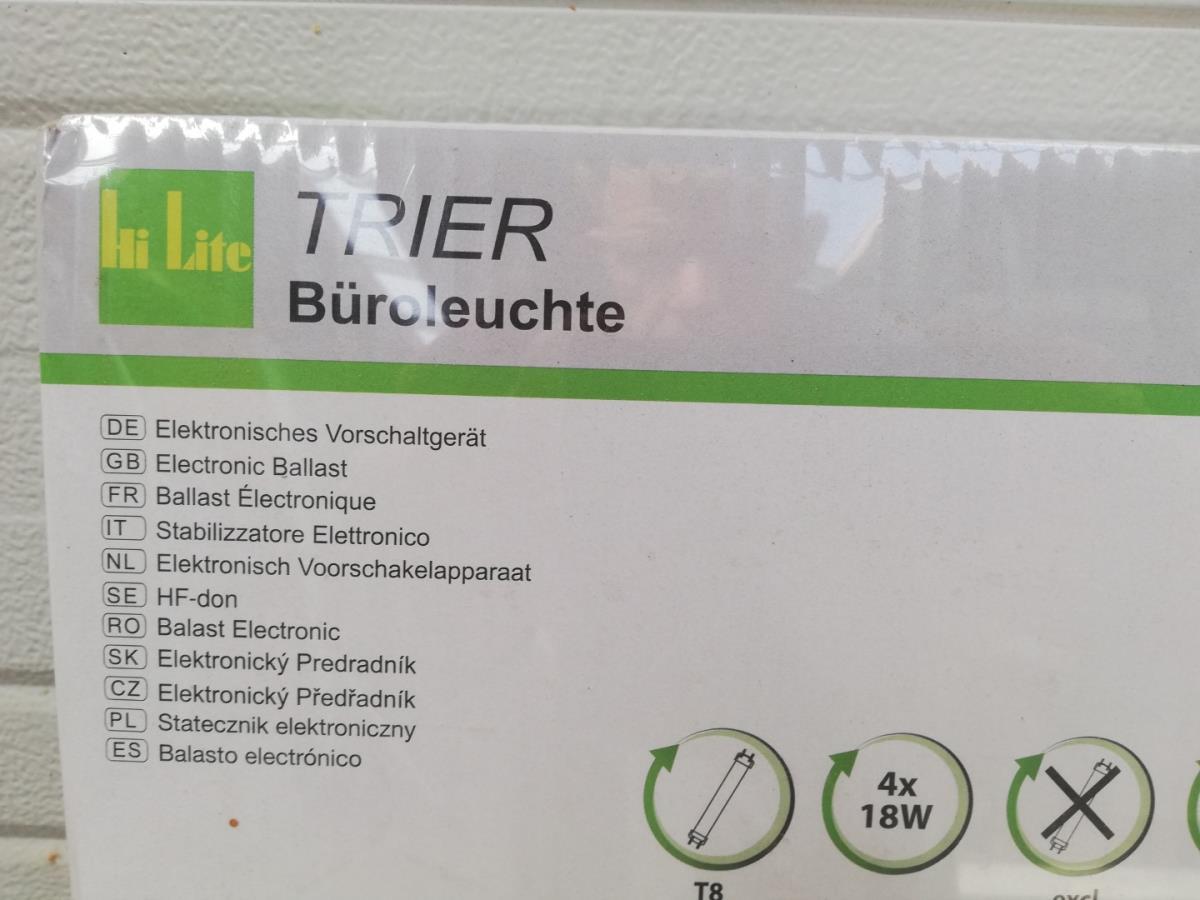 Hi Lite
TRIER
Büroleuchte
DE Elektronisches Vorschaltgerät
GB Electronic Ballast
FR Ballast Électronique
IT Stabilizzatore Elettronico
NL Elektronisch Voorschakelapparaat
SE HF-don
RO Balast Electronic
SK Elektronický Predradník
CZ Elektronický Předřadník
PL Statecznik elektroniczny
ES Balasto electrónico
4x
18W
T8
excl